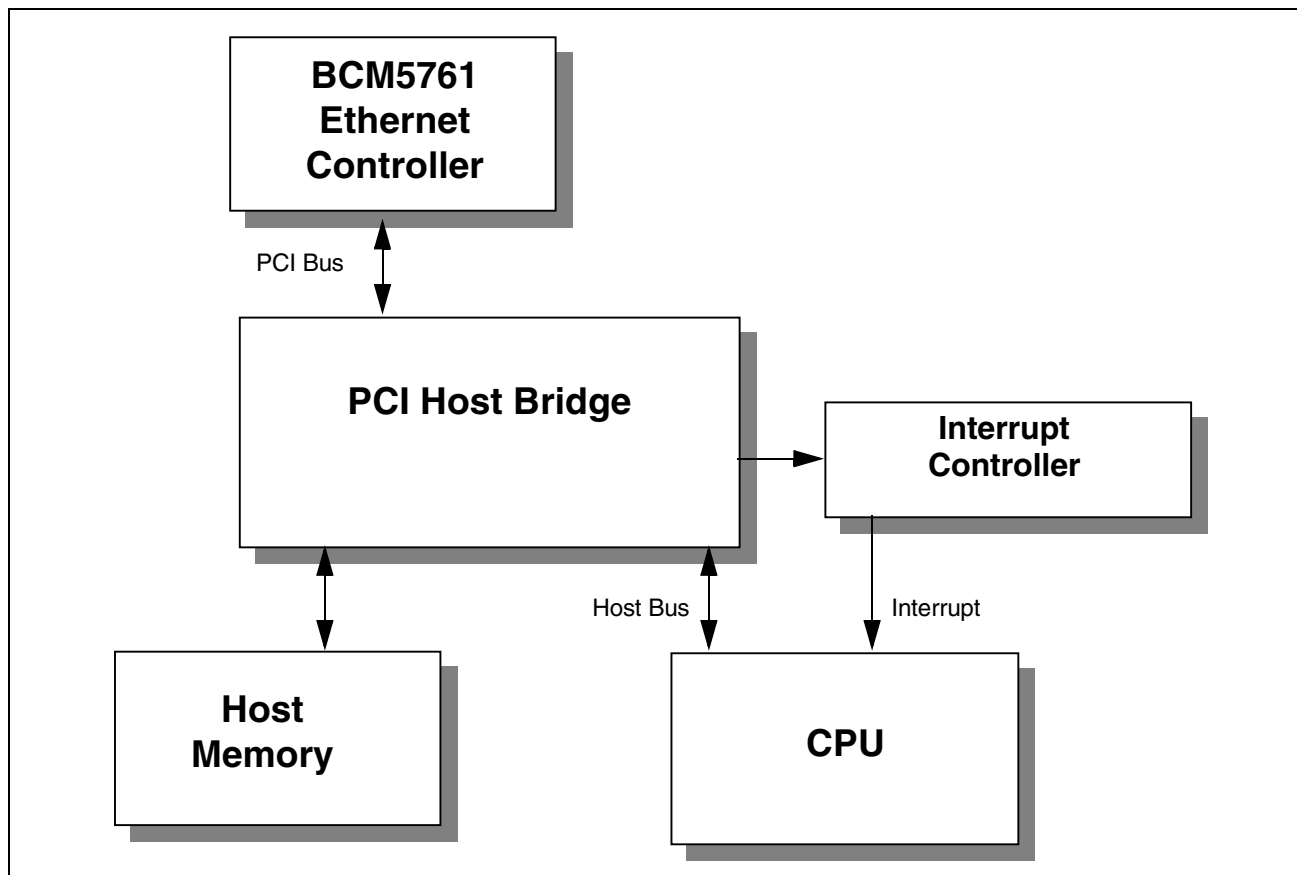 BCM5761
Ethernet
Controller
PCI Bus
PCI Host Bridge
Interrupt
Controller
Host Bus
Interrupt
Host
Memory
CPU